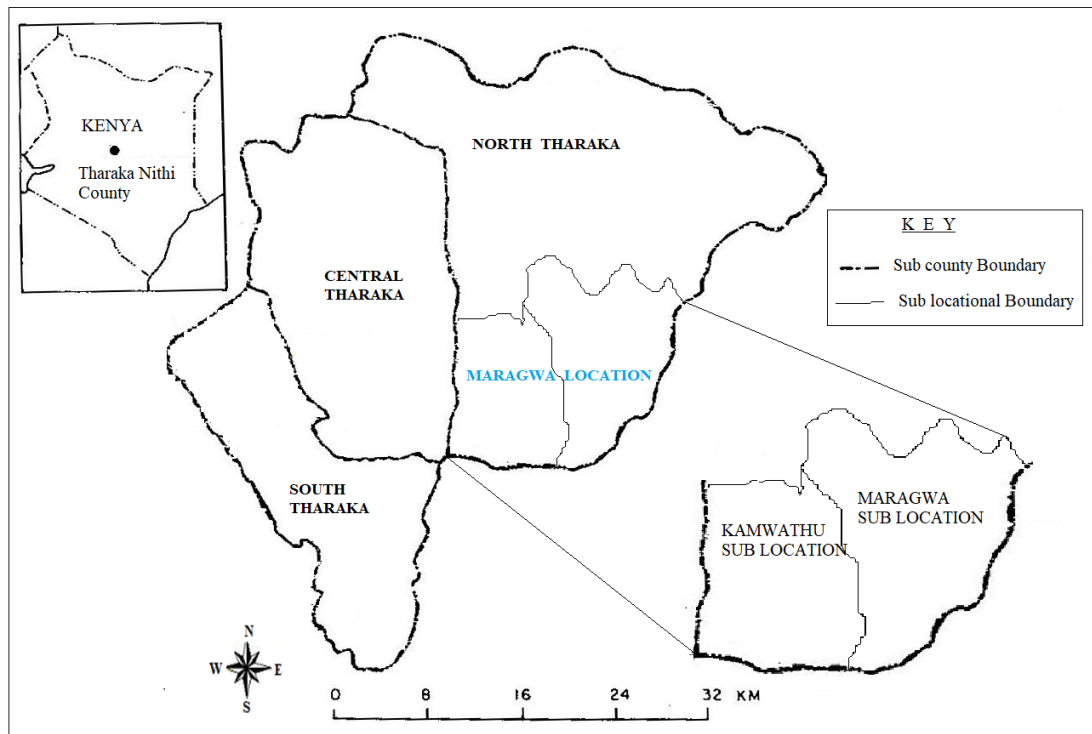 KENYA
Tharaka Nithi
County
NORTH THARAKA
CENTRAL
THARAKA
MARAGWA LOCATION
SOUTH
THARAKA
K E Y
Sub county Boundary
Sub locational Boundary
MARAGWA
SUB LOCATION
KAMWATHU
SUB LOCATION
N
W E
S
0 8 16 24 32 KM